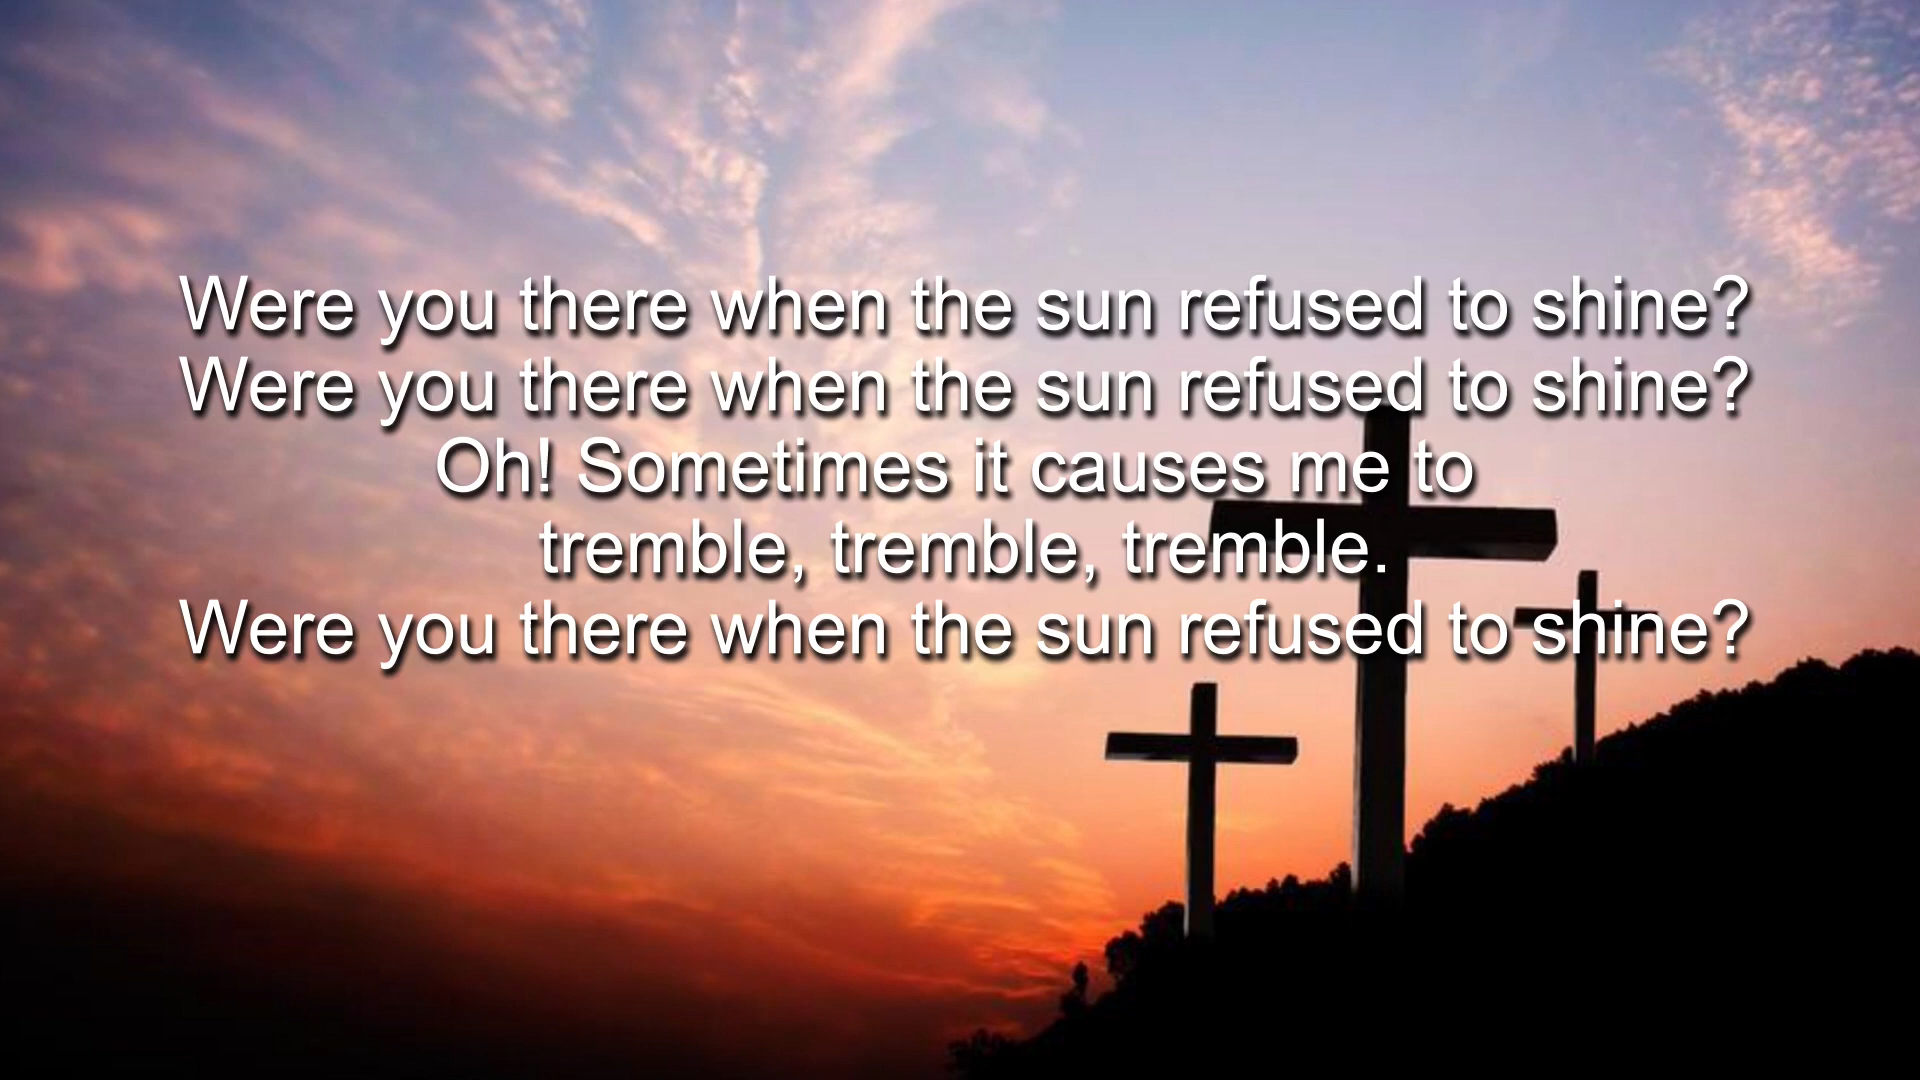 Were you there when the sun refused to shine?
Were you there when the sun refused to shine?
Oh! Sometimes it causes me to
tremble, tremble, tremble.
Were you there when the sun refused to shine?